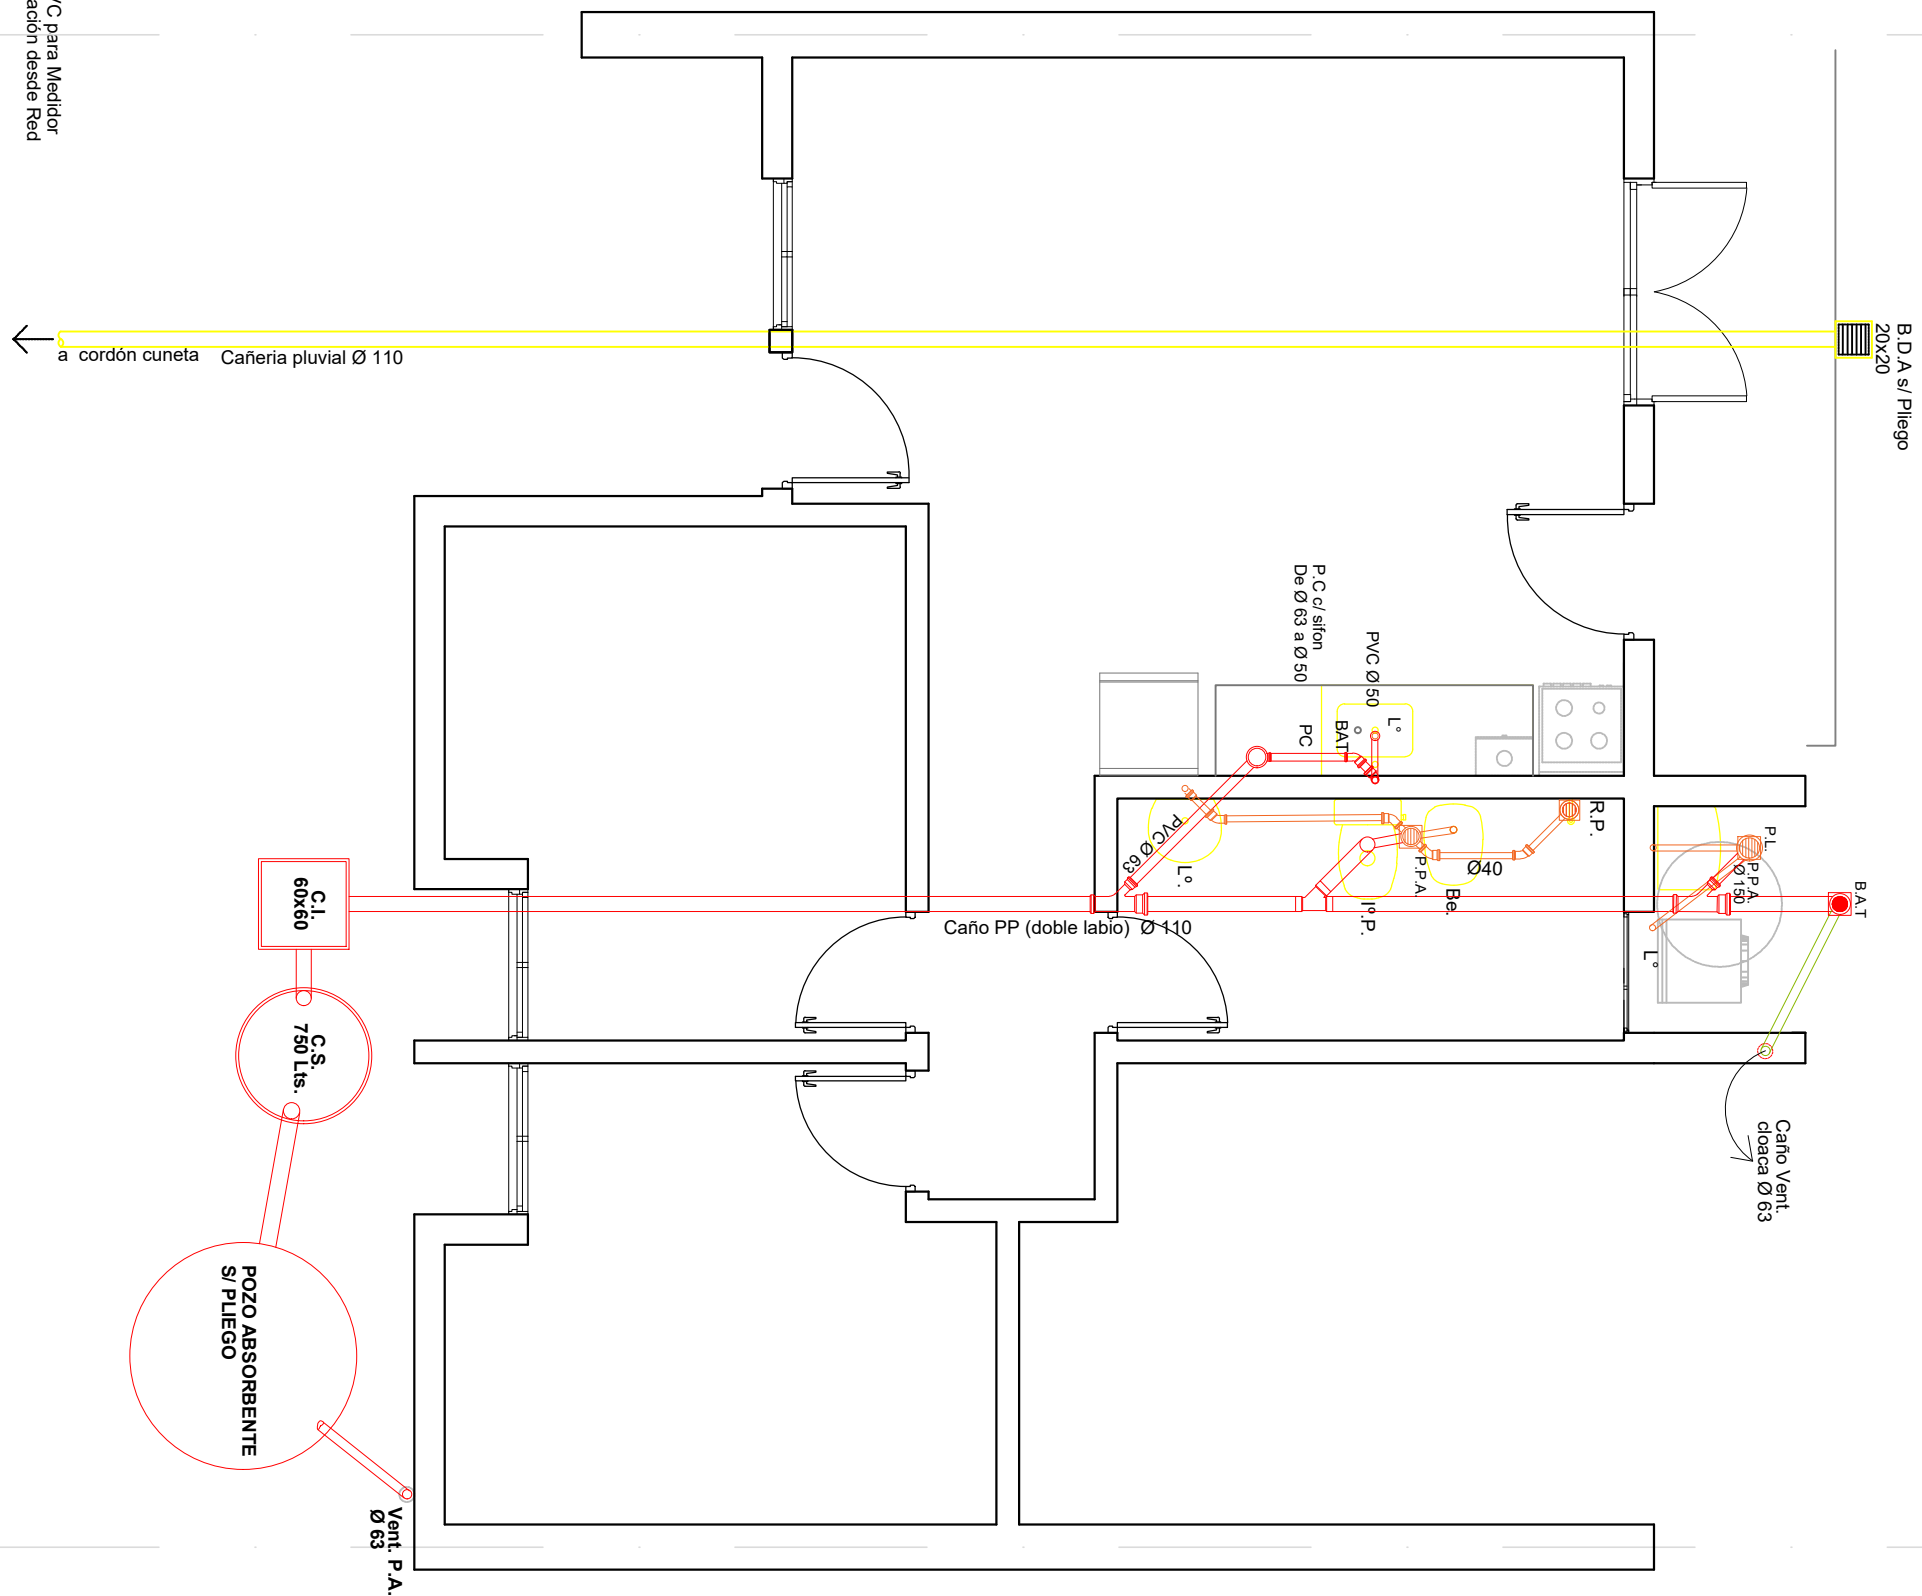 VC para Medidor
ación desde Red
a cordón cuneta
Cañeria pluvial Ø 110
B.D.A s/ Pliego
20x20
P.C c/ sifon
De Ø 63 a Ø 50
PVC Ø 50
L°
BAT
PC
PVC Ø 63
L°.
R.P.
Ø40
P.P.A.
Be.
Iº.P.
P.L.
P.P.A.
Ø 150
B.A.T
L°
Caño PP (doble labio) Ø 110
C.I.
60x60
C.S.
750 Lts.
Caño Vent.
cloaca Ø 63
POZO ABSORBENTE
S/ PLIEGO
Vent. P.A.
Ø 63